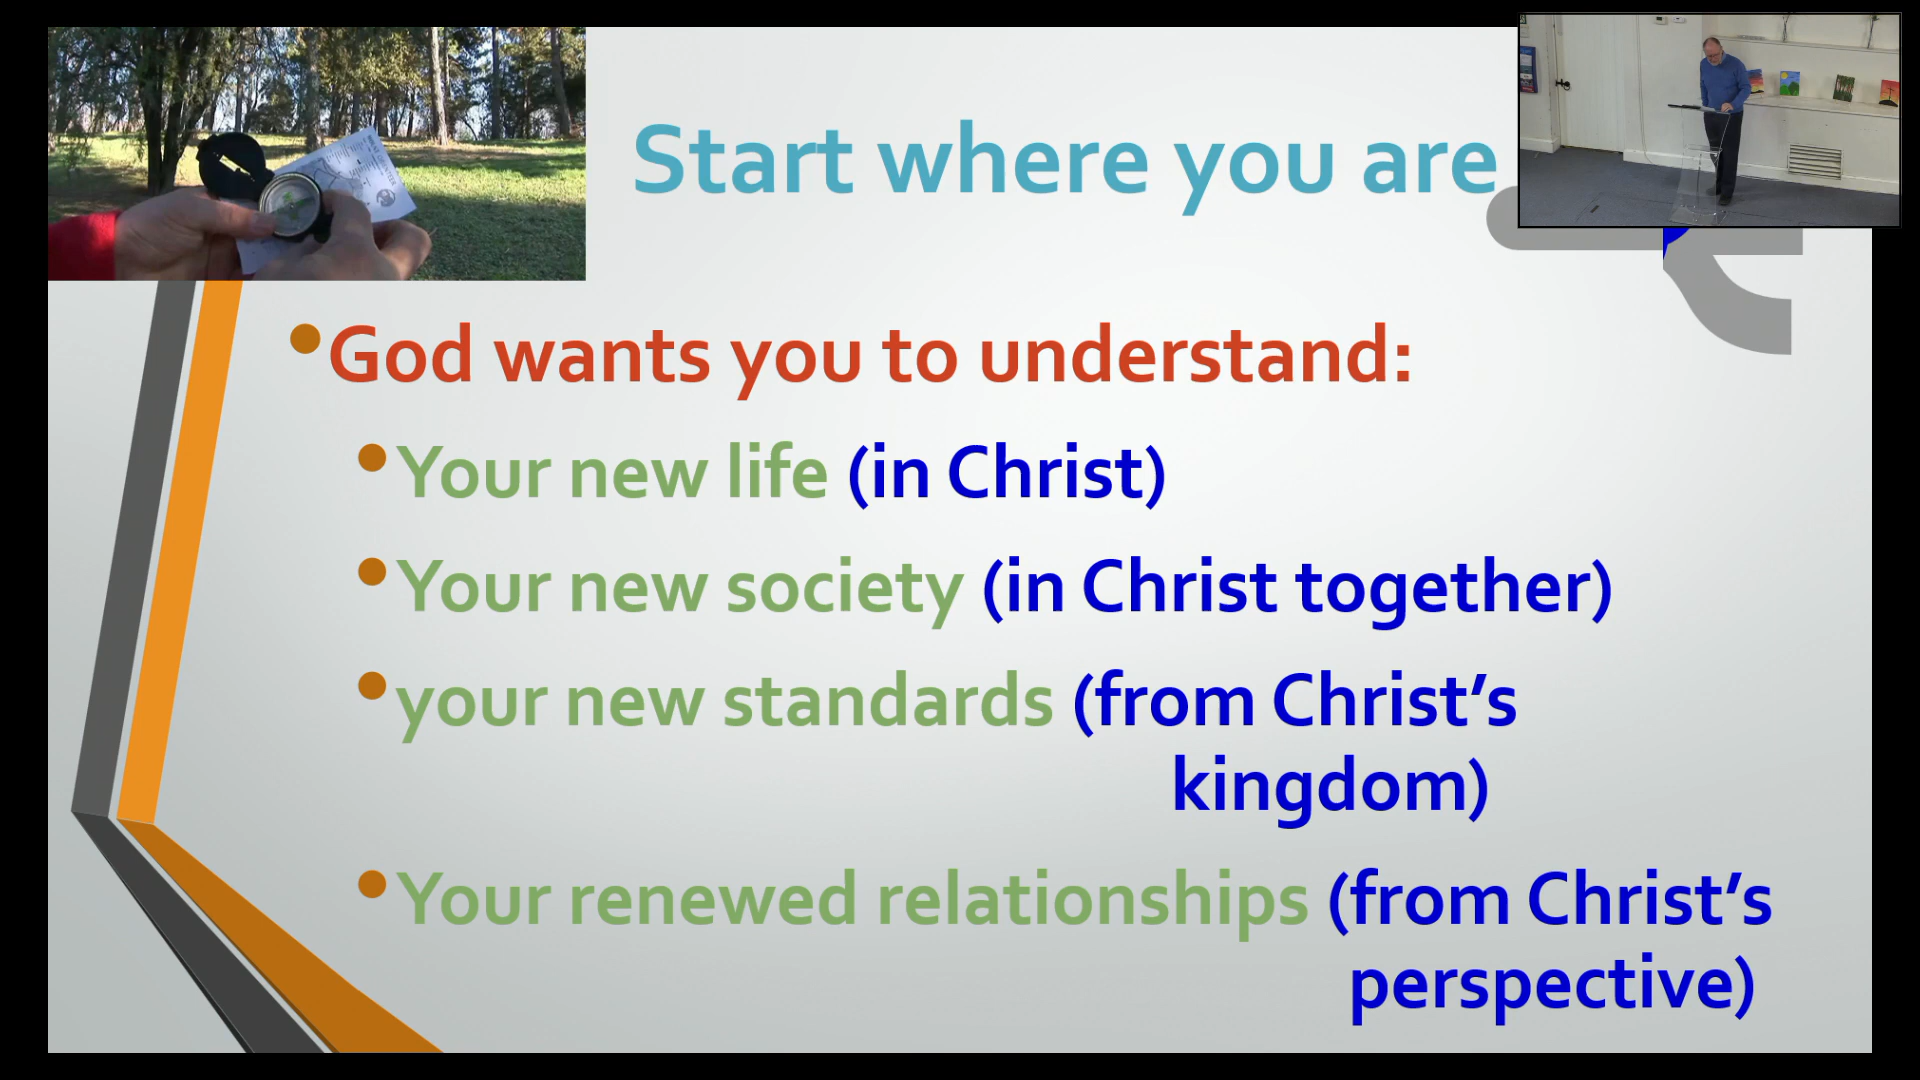 Start where you are
•God wants you to understand:
•Your new life (in Christ)
•Your new society (in Christ together)
•your new standards (from Christ’s
kingdom)
•Your renewed relationships (from Christ’s
perspective)